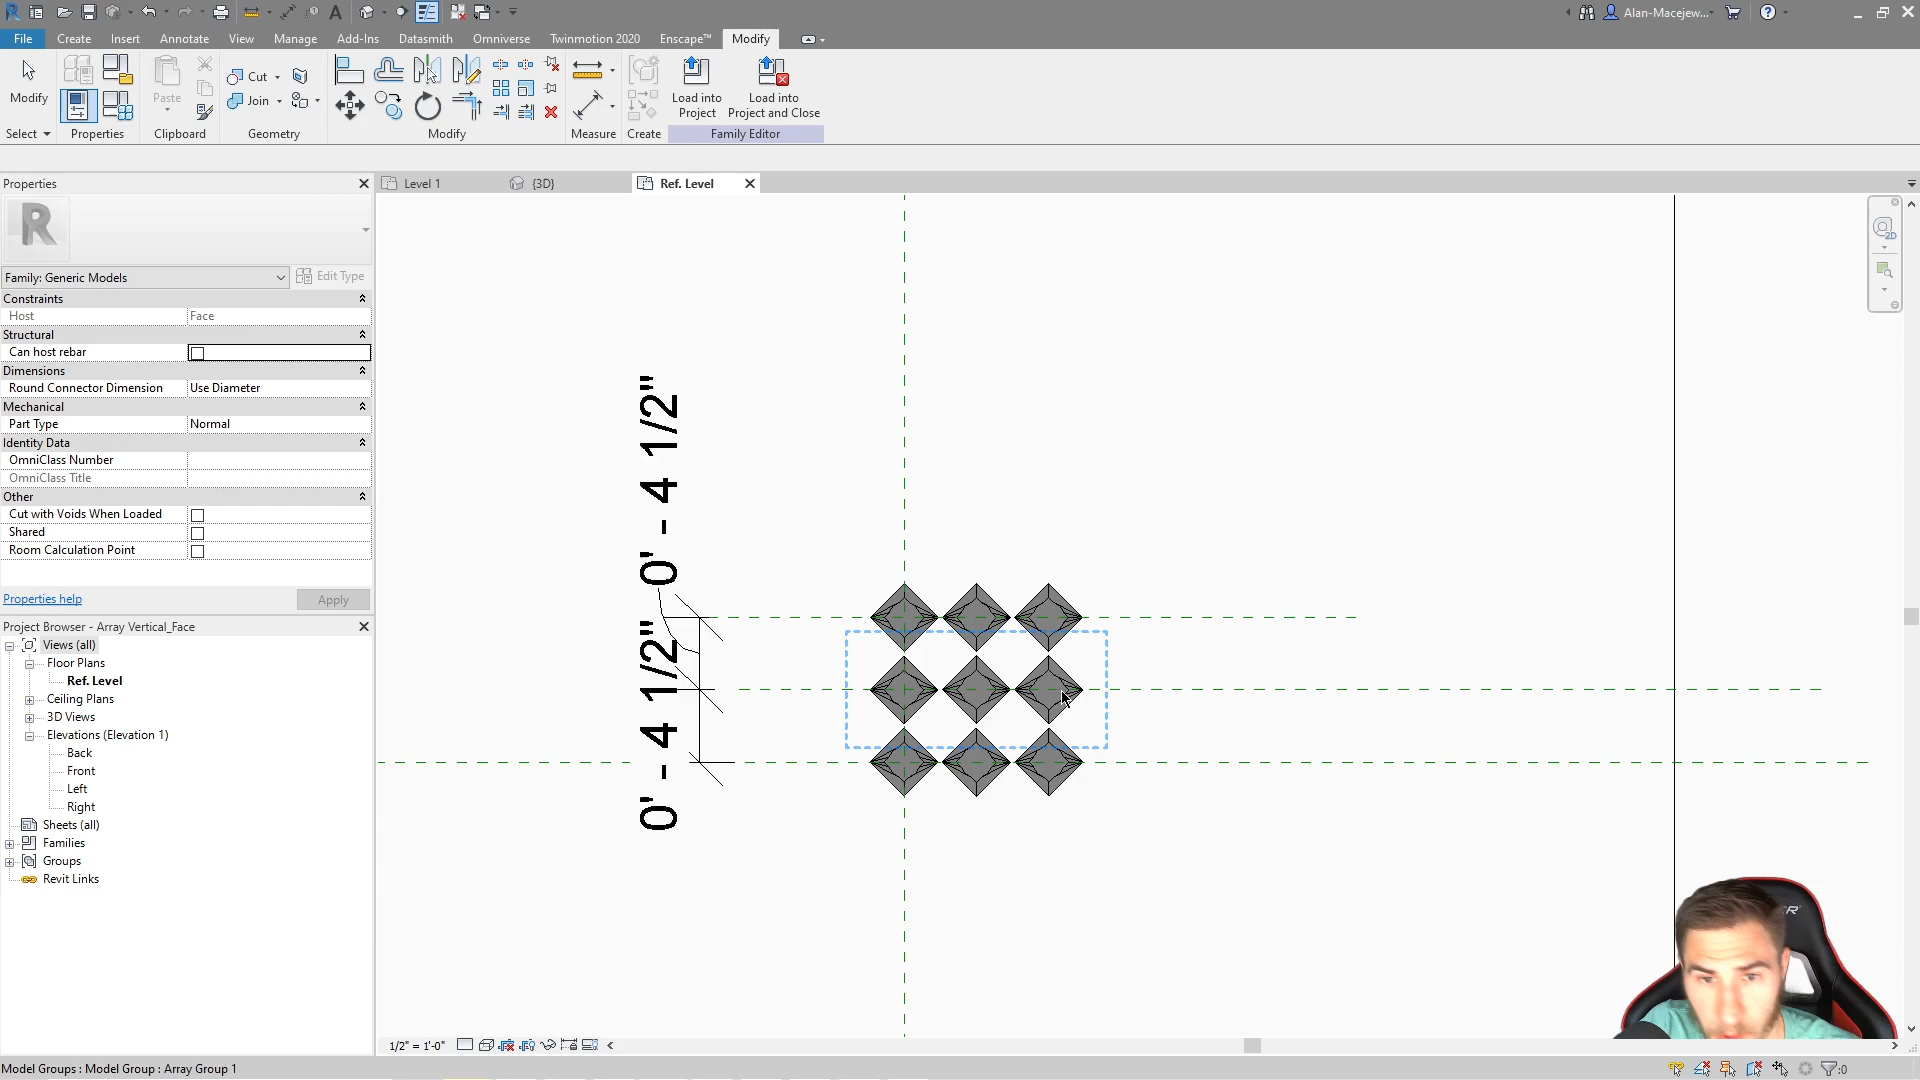 Alan-Macejew...
File
Create
Insert
Annotate
View
Manage
Add-Ins
Datasmith
Omniverse
Twinmotion 2020
Enscape™
Modify
Modify
Paste
Cut
Join
Load into
Project
Load into
Project and Close
Select
Properties
Clipboard
Geometry
Modify
Measure
Create
Family Editor
Properties
Level 1
{3D}
Ref. Level
2D
R
Family: Generic Models
Edit Type
Constraints
Host
Face
Structural
Can host rebar
Dimensions
Round Connector Dimension
Use Diameter
Mechanical
Part Type
Normal
Identity Data
OmniClass Number
OmniClass Title
Other
Cut with Voids When Loaded
Shared
Room Calculation Point
Properties help
Apply
Project Browser - Array Vertical_Face
Views (all)
Floor Plans
Ref. Level
Ceiling Plans
3D Views
Elevations (Elevation 1)
Back
Front
Left
Right
Sheets (all)
Families
Groups
Revit Links
0' - 4 1/2"
0' - 4 1/2"
1/2" = 1'-0"
Model Groups : Model Group : Array Group 1
:0